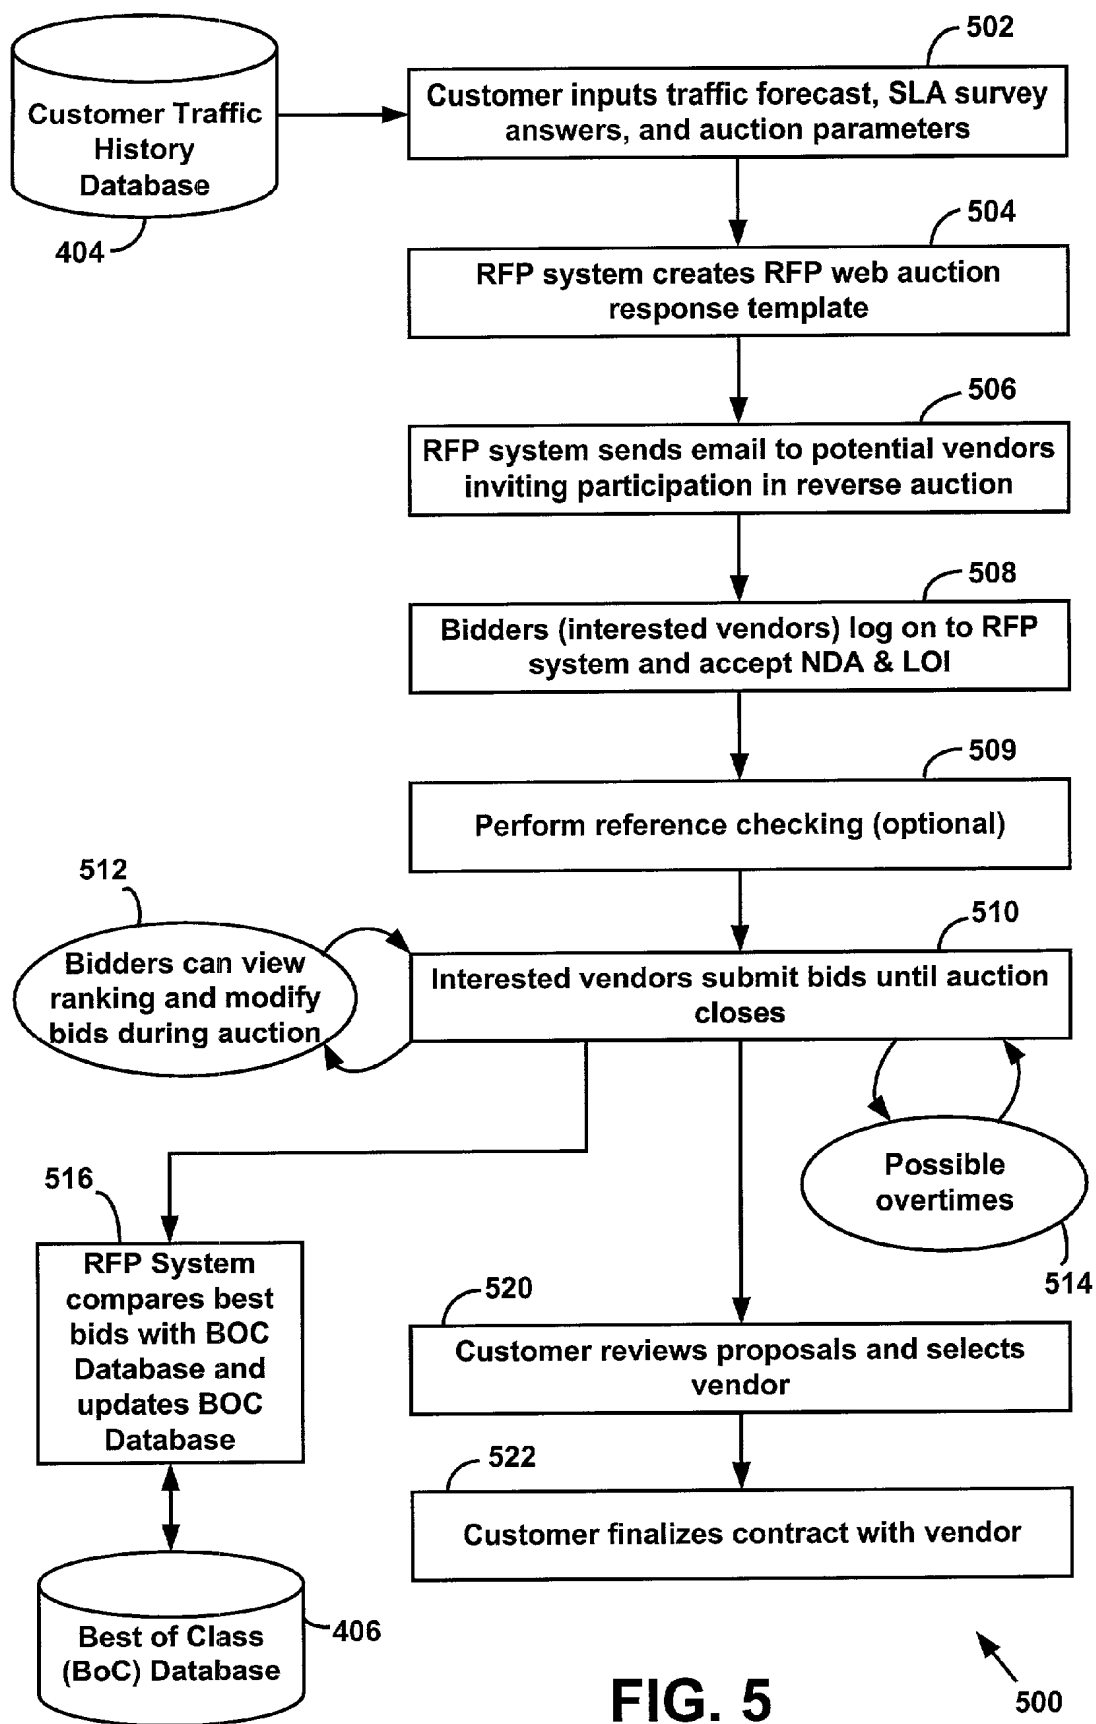 502
Customer Traffic
History
Database
404
Customer inputs traffic forecast, SLA survey
answers, and auction parameters
504
RFP system creates RFP web auction
response template
506
RFP system sends email to potential vendors
inviting participation in reverse auction
508
Bidders (interested vendors) log on to RFP
system and accept NDA & LOI
509
Perform reference checking (optional)
512
Bidders can view
ranking and modify
bids during auction
510
Interested vendors submit bids until auction
closes
Possible
overtimes
514
516
RFP System
compares best
bids with BOC
Database and
updates BOC
Database
520
Customer reviews proposals and selects
vendor
522
Customer finalizes contract with vendor
Best of Class
(BoC) Database
406
FIG. 5
500